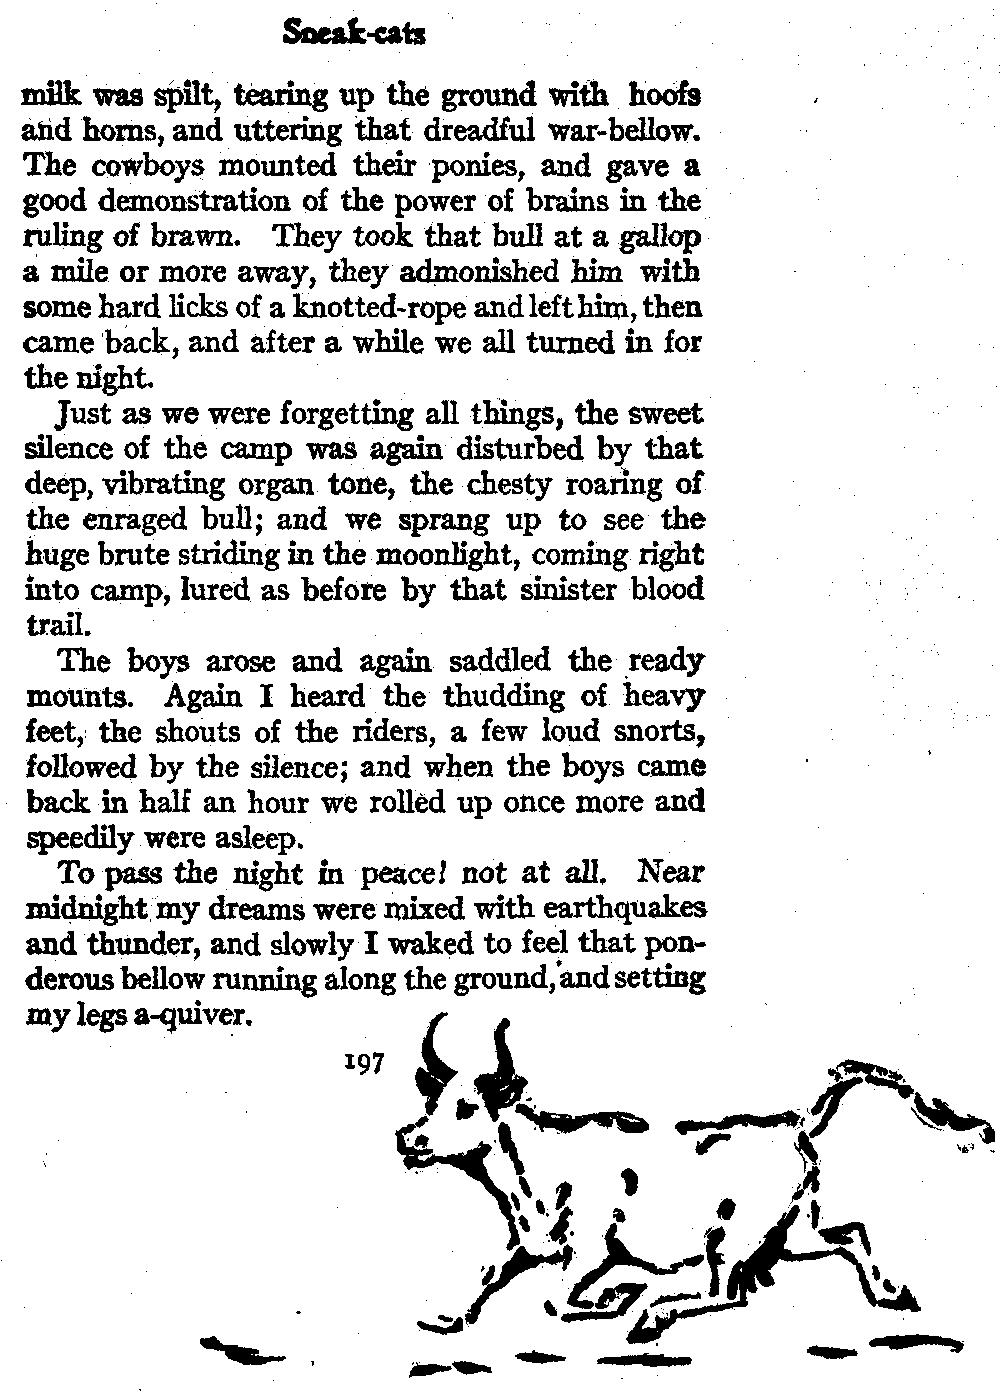 Sneak-cats
milk was spilt, tearing up the ground with hoofs
and horns, and uttering that dreadful war-bellow.
The cowboys mounted their ponies, and gave a
good demonstration of the power of brains in the
ruling of brawn. They took that bull at a gallop
a mile or more away, they admonished him with
some hard licks of a knotted-rope and left him, then
came back, and after a while we all turned in for
the night.
Just as we were forgetting all things, the sweet
silence of the camp was again disturbed by that
deep, vibrating organ tone, the chesty roaring of
the enraged bull; and we sprang up to see the
huge brute striding in the moonlight, coming right
into camp, lured as before by that sinister blood
trail.
The boys arose and again saddled the ready
mounts. Again I heard the thudding of heavy
feet, the shouts of the riders, a few loud snorts,
followed by the silence; and when the boys came
back in half an hour we rolled up once more and
speedily were asleep.
To pass the night in peace! not at all. Near
midnight my dreams were mixed with earthquakes
and thunder, and slowly I waked to feel that pon-
derous bellow running along the ground, and setting
my legs a-quiver.
197